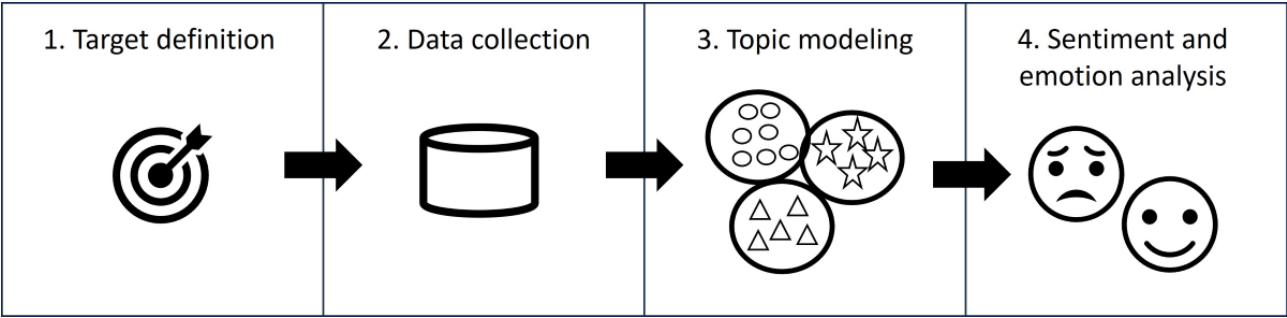 1. Target definition
2. Data collection
3. Topic modeling
4. Sentiment and
emotion analysis